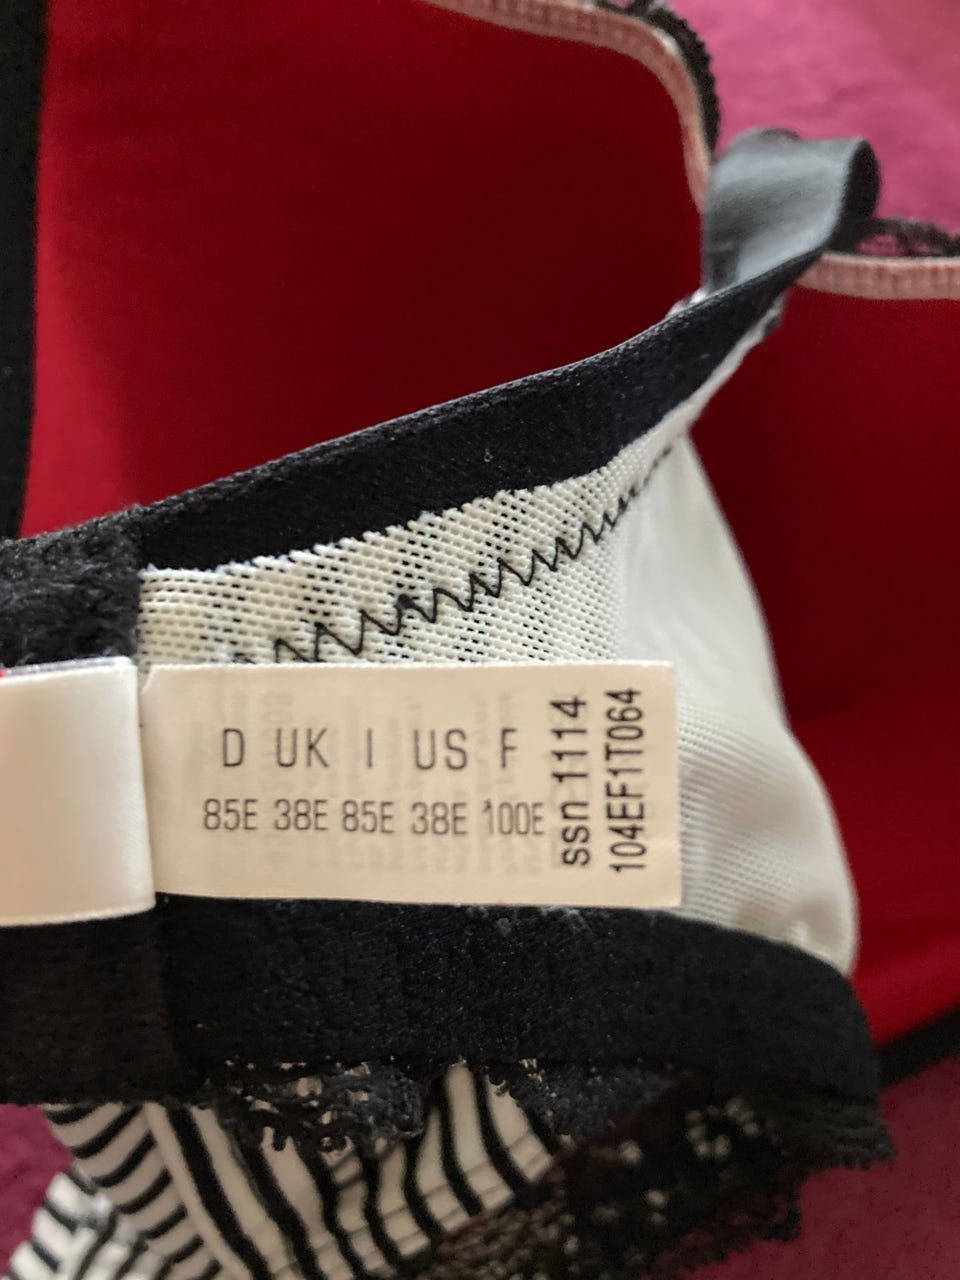 D UK I US F
85E 38E 85E 38E 100E
ssn 1114
104EF1T064